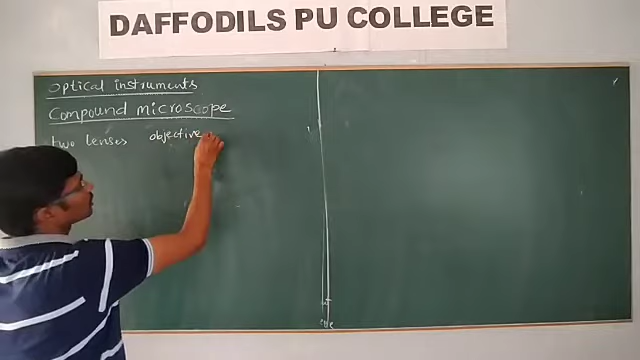 DAFFODILS PU COLLEGE
optical instruments
Compound microscope
two lenses objective